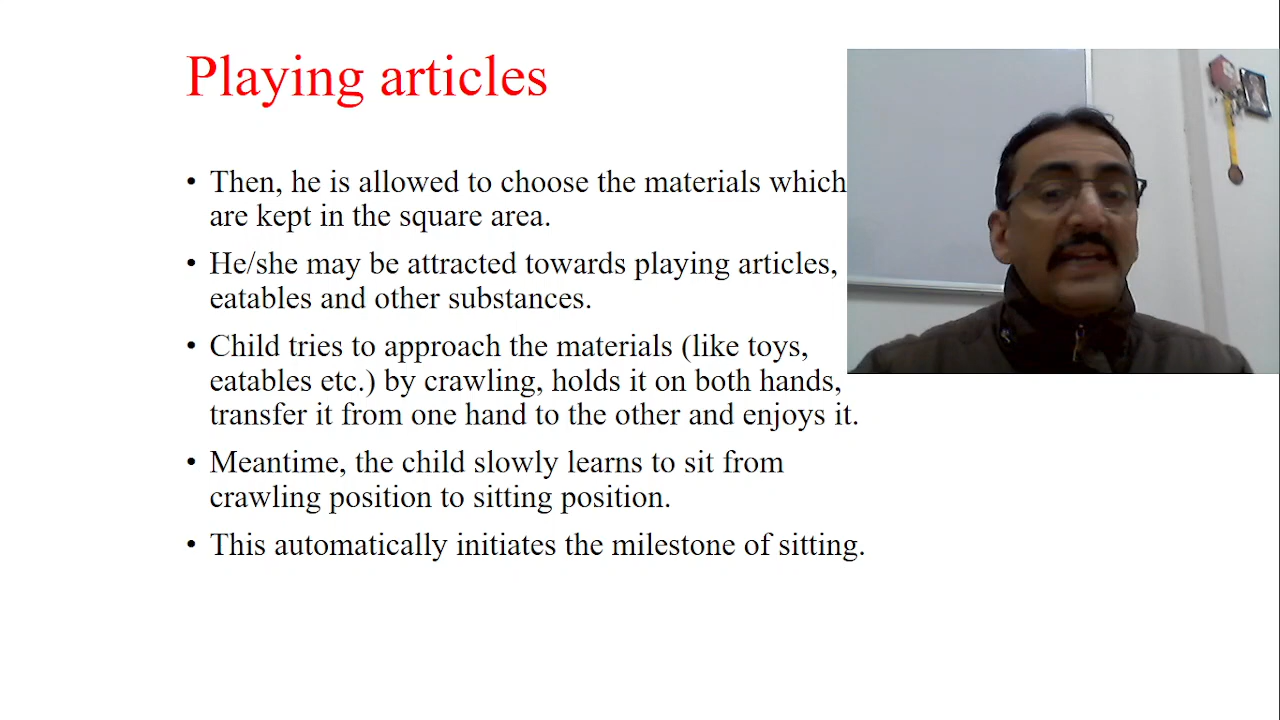 Playing articles
• Then, he is allowed to choose the materials which
are kept in the square area.
• He/she may be attracted towards playing articles,
eatables and other substances.
• Child tries to approach the materials (like toys,
eatables etc.) by crawling, holds it on both hands,
transfer it from one hand to the other and enjoys it.
• Meantime, the child slowly learns to sit from
crawling position to sitting position.
• This automatically initiates the milestone of sitting.